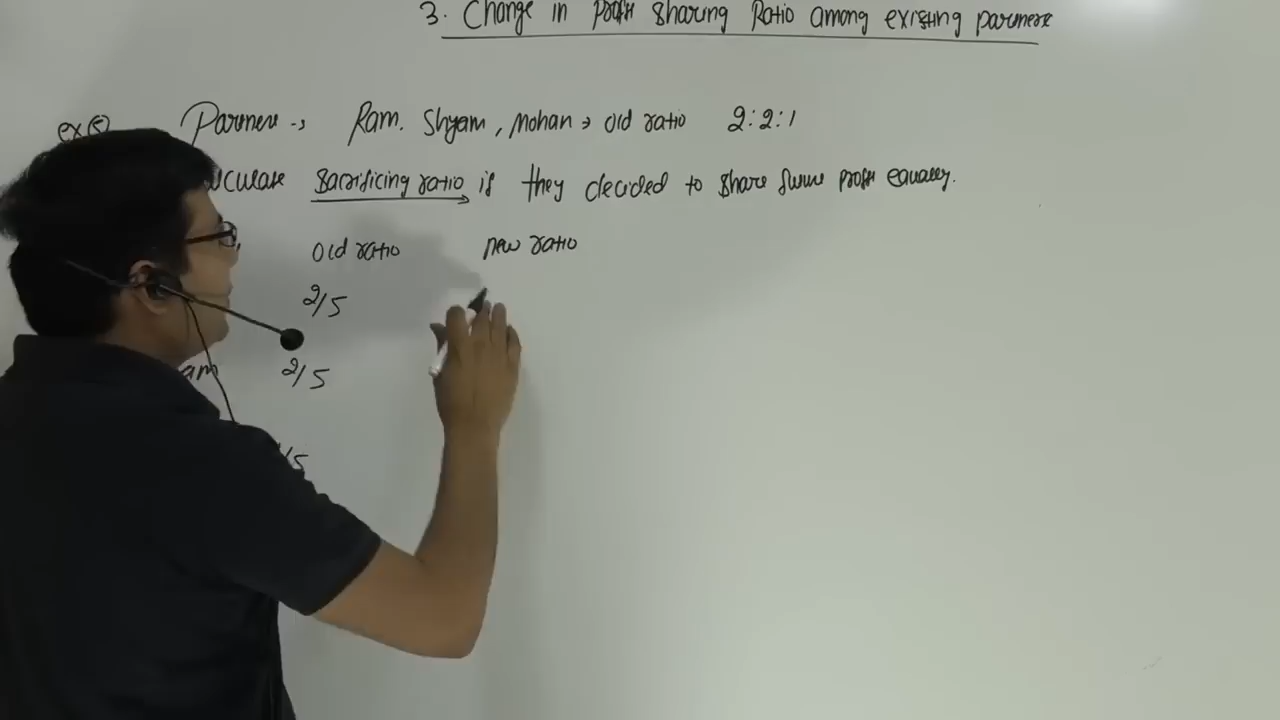 3. Change in Profit Sharing Ratio among existing partners
ex(5) Partners → Ram, Shyam, Mohan → Old ratio 2:2:1
Sacrificing ratio if they decided to share future profit equally.
Old ratio New ratio
2/5
2/5
1/5